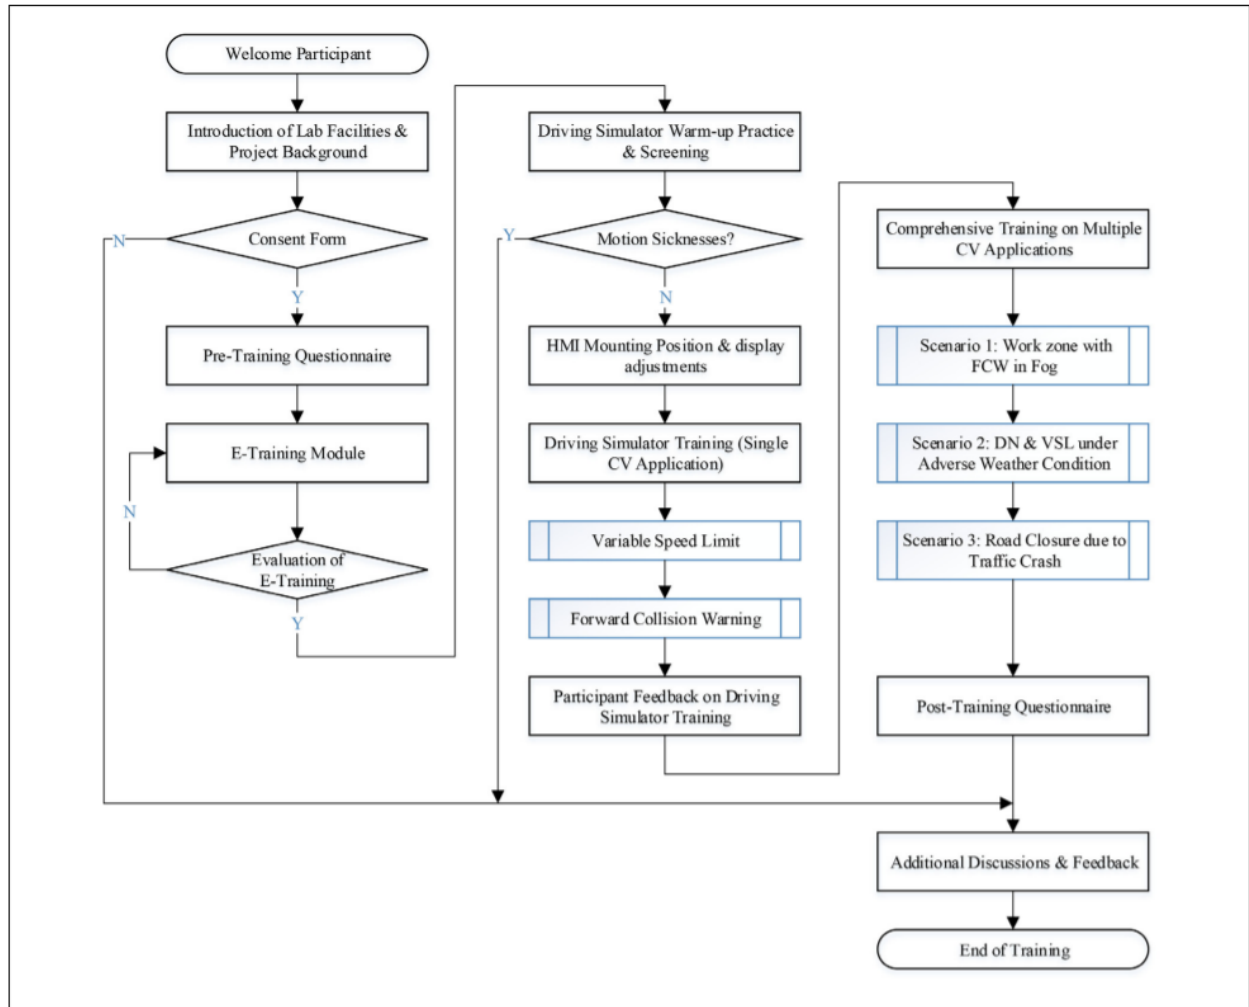 Welcome Participant
Introduction of Lab Facilities &
Project Background
Consent Form
N
Y
Pre-Training Questionnaire
E-Training Module
N
Evaluation of
E-Training
Y
Driving Simulator Warm-up Practice
& Screening
Motion Sicknesses?
Y
N
HMI Mounting Position & display
adjustments
Driving Simulator Training (Single
CV Application)
Variable Speed Limit
Forward Collision Warning
Participant Feedback on Driving
Simulator Training
Comprehensive Training on Multiple
CV Applications
Scenario 1: Work zone with
FCW in Fog
Scenario 2: DN & VSL under
Adverse Weather Condition
Scenario 3: Road Closure due to
Traffic Crash
Post-Training Questionnaire
Additional Discussions & Feedback
End of Training